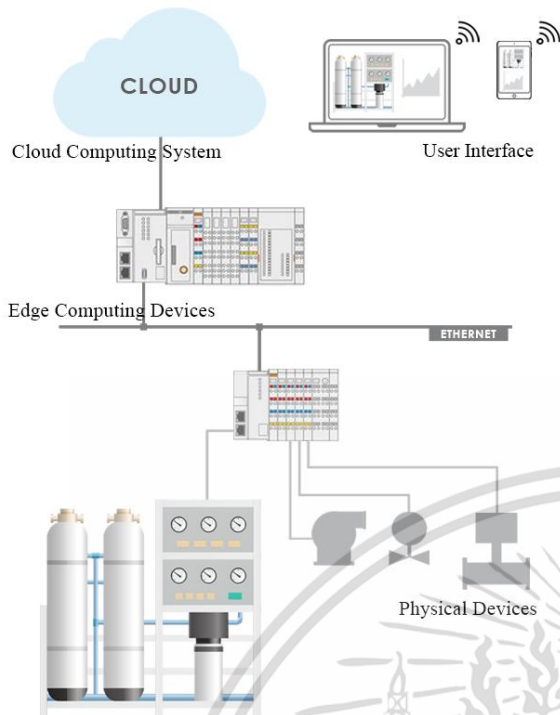 CLOUD
Cloud Computing System
User Interface
Edge Computing Devices
ETHERNET
Physical Devices